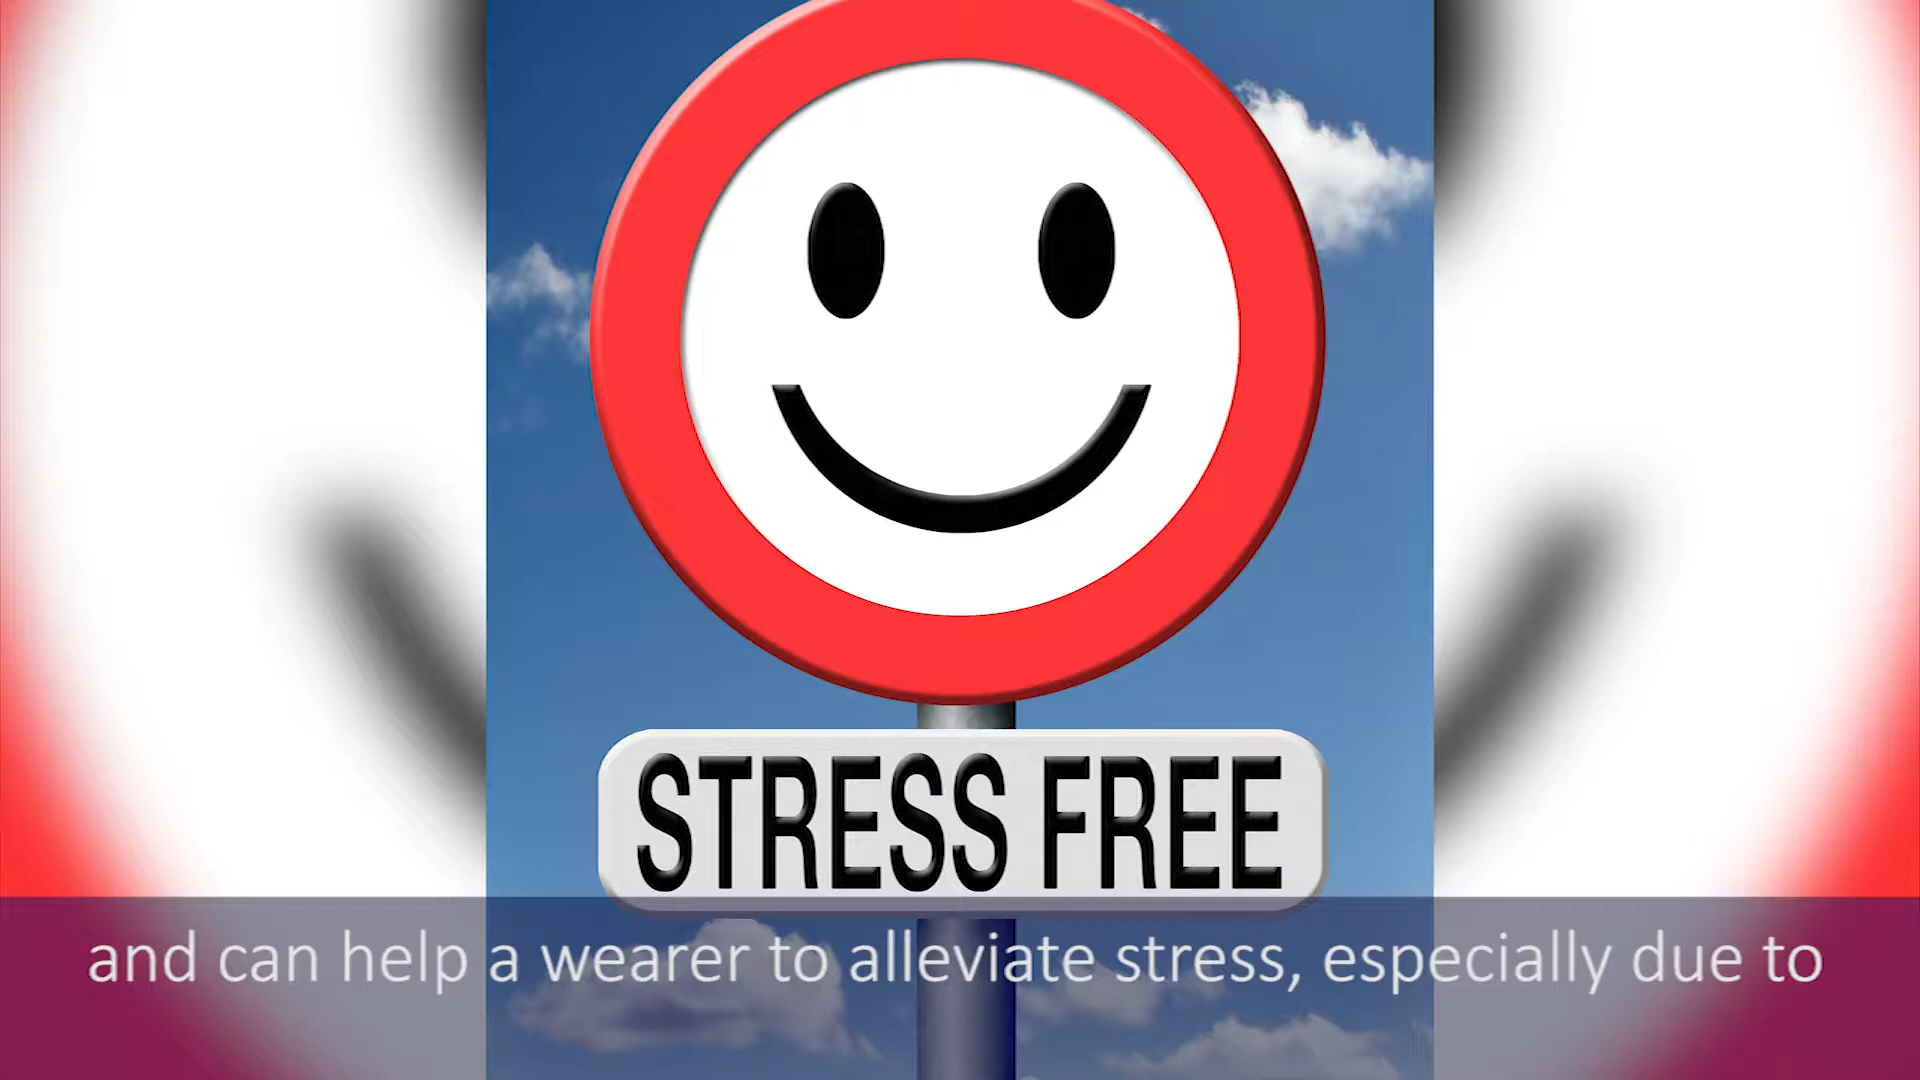 STRESS FREE
and can help a wearer to alleviate stress, especially due to